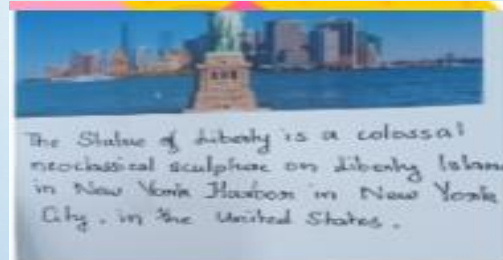 The Statue of Liberty is a colossal
neoclassical sculpture on Liberty Islan
in New York Harbor in New York
City, in the United States.